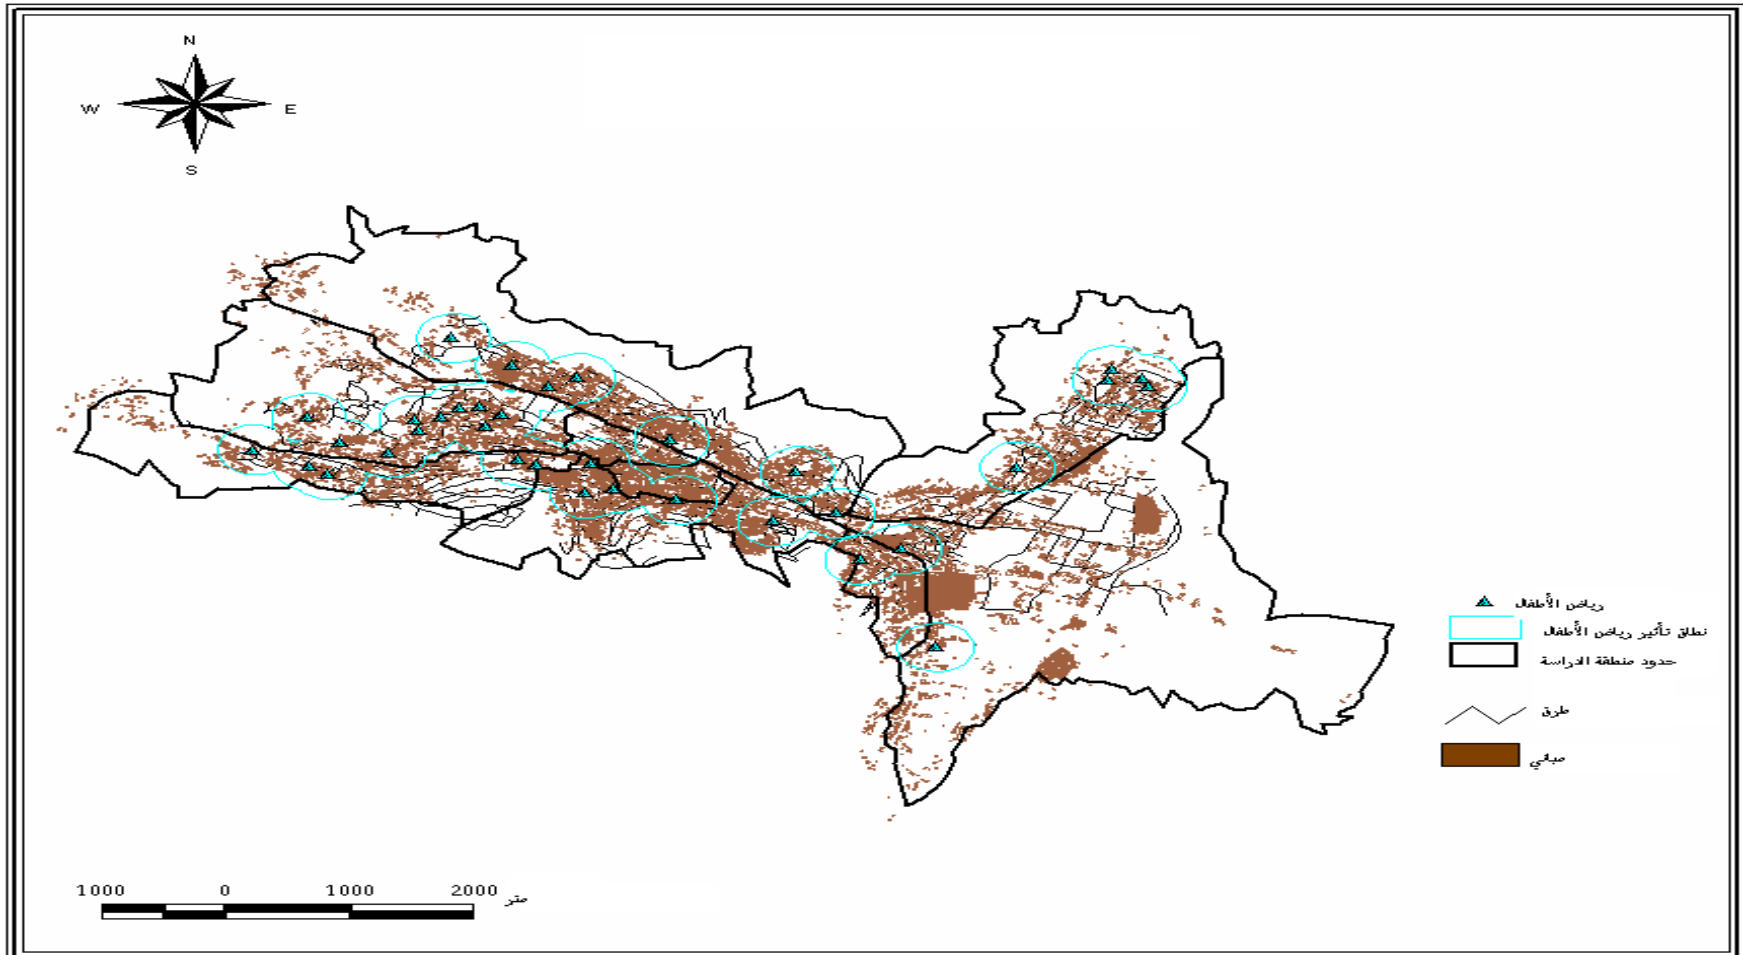 N
W E
S
رياض الأطفال
نطاق تأثير رياض الأطفال
حدود منطقة الدراسة
طرق
مباني
1000 0 1000 2000 متر